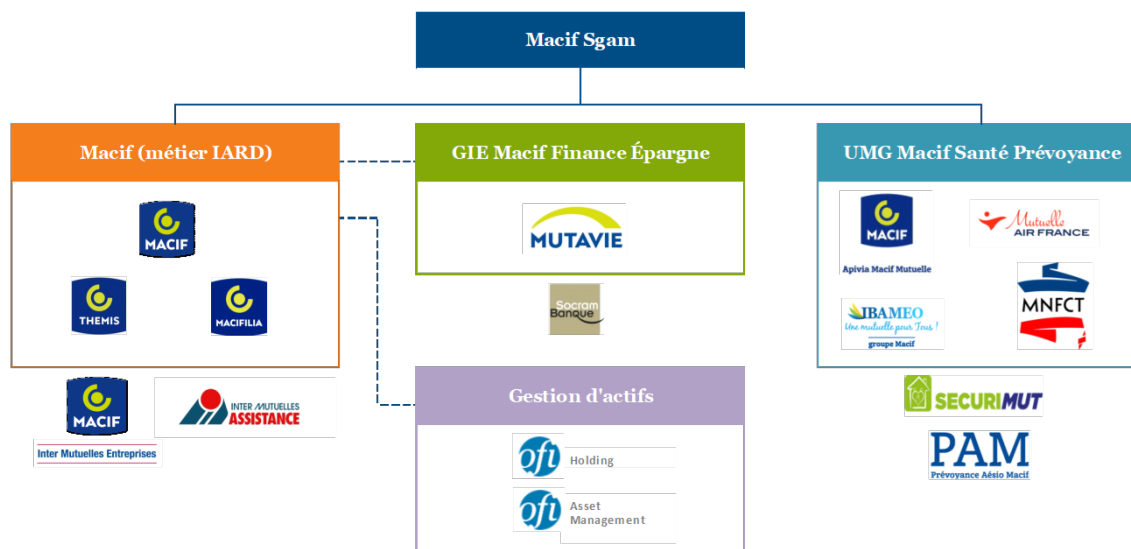 Macif Sgam
Macif (métier IARD)
MACIF
THEMIS
MACIFILIA
MACIF
Inter Mutuelles Entreprises
INTER MUTUELLES
ASSISTANCE
GIE Macif Finance Épargne
MUTAVIE
Socram
Banque
Gestion d'actifs
ofi
Holding
ofi
Asset
Management
UMG Macif Santé Prévoyance
MACIF
Apivia Macif Mutuelle
Mutuelle
AIR FRANCE
IBAMEO
Une mutuelle pour Tous !
groupe Macif
MNFCT
SECURIMUT
PAM
Prévoyance Aésio Macif